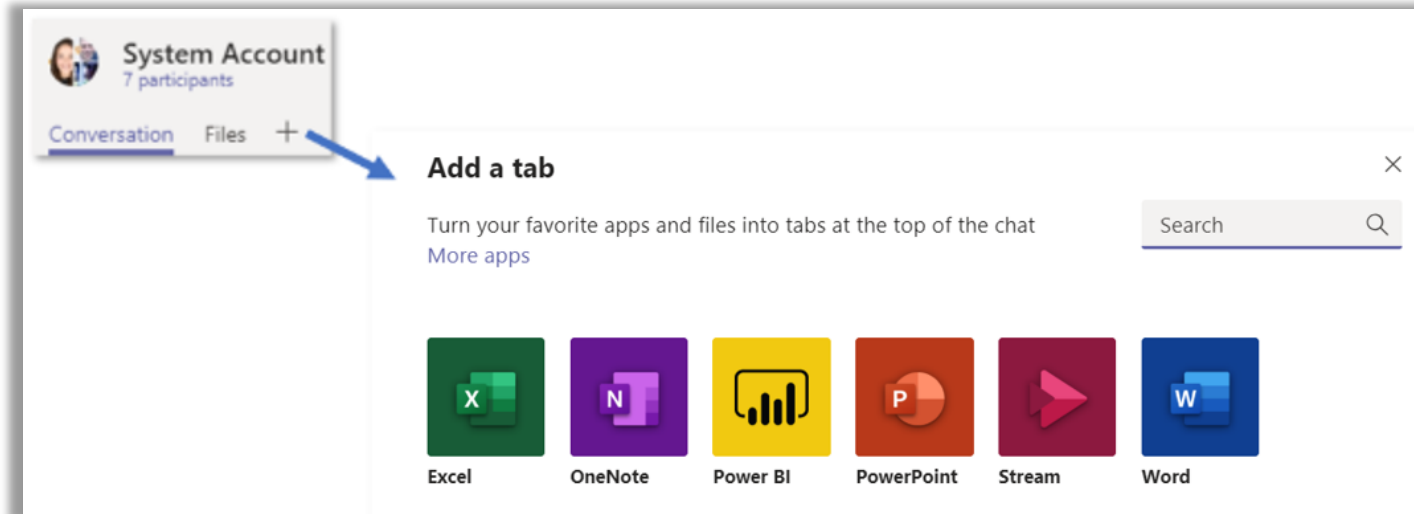 System Account
7 participants
Conversation Files +
Add a tab
Turn your favorite apps and files into tabs at the top of the chat
Search
More apps
X
N
P
W
Excel
OneNote
Power BI
PowerPoint
Stream
Word